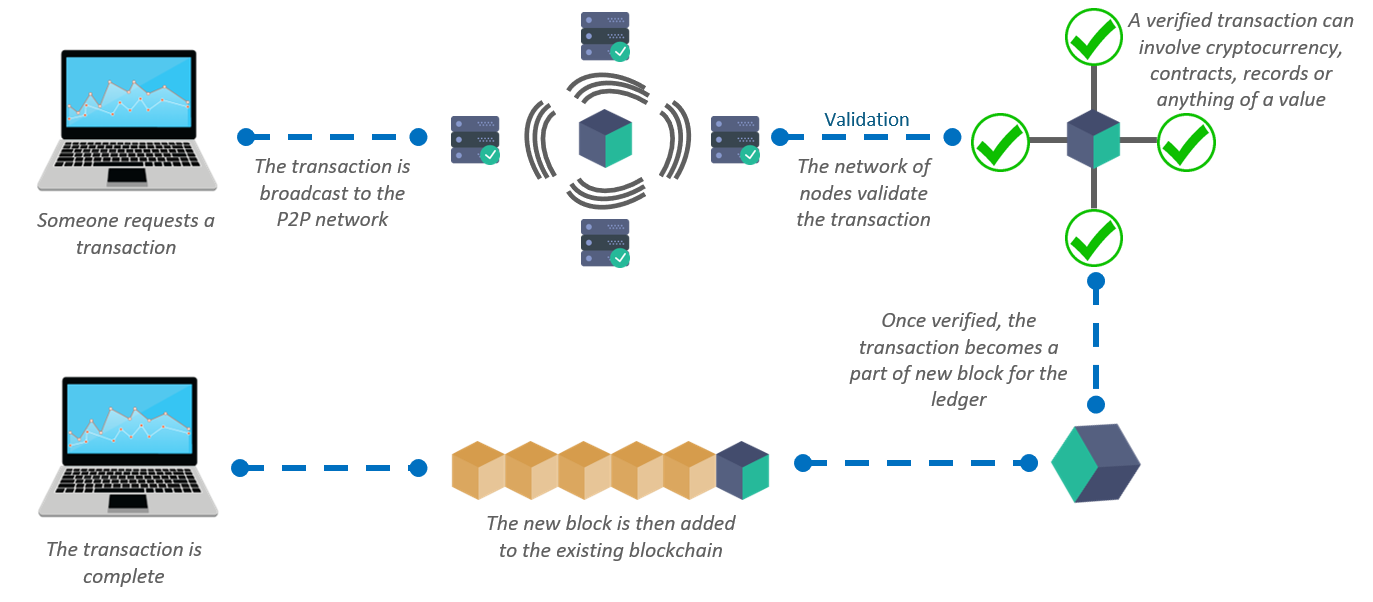 Someone requests a
transaction
The transaction is
broadcast to the
P2P network
Validation
The network of
nodes validate
the transaction
A verified transaction can
involve cryptocurrency,
contracts, records or
anything of a value
Once verified, the
transaction becomes a
part of new block for the
ledger
The new block is then added
to the existing blockchain
The transaction is
complete